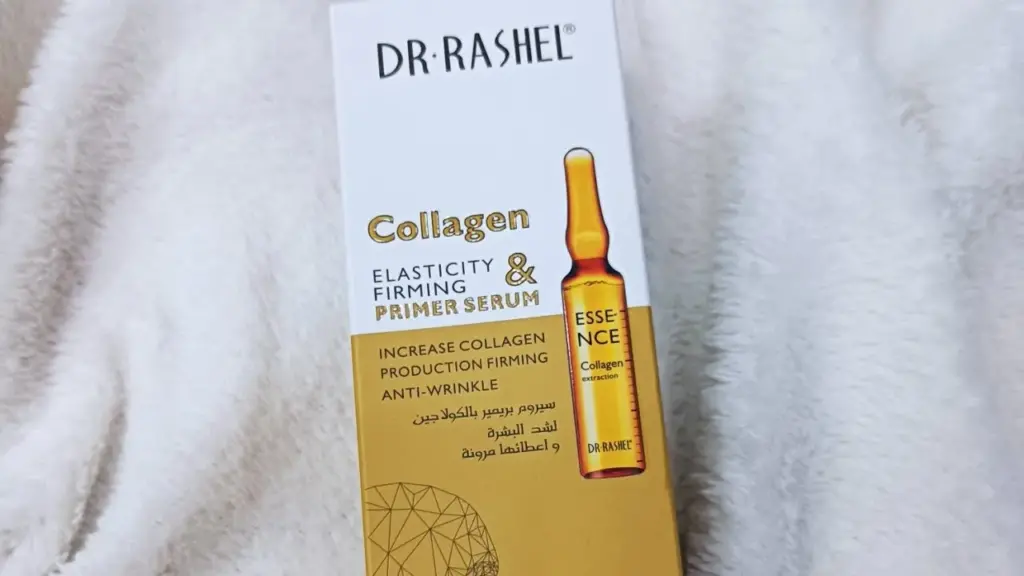 DR·RASHEL®
Collagen
ELASTICITY &
FIRMING
PRIMER SERUM
INCREASE COLLAGEN
PRODUCTION FIRMING
ANTI-WRINKLE
سيروم بريمير بالكولاجين
لشد البشرة
و اعطائها مرونة
ESSE-
NCE
Collagen
extraction
DR·RASHEL®